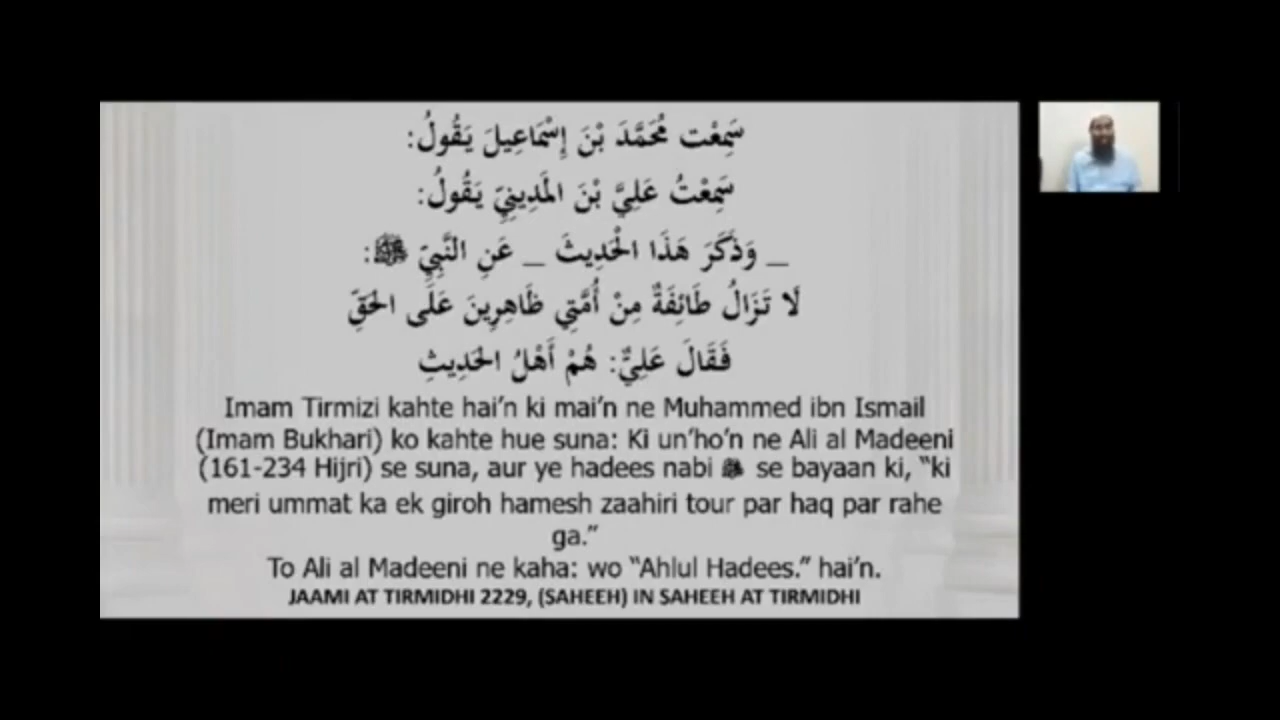 سَمِعْت مُحَمَّدَ بْنَ إِسْمَاعِيلَ يَقُولُ:
سَمِعْتُ عَلِيَّ بْنَ الْمَدِينِيِّ يَقُولُ:
_ وَذَكَرَ هَذَا الْحَدِيثَ _ عَنِ النَّبِيِّ ﷺ:
لَا تَزَالُ طَائِفَةٌ مِنْ أُمَّتِي ظَاهِرِينَ عَلَى الْحَقِّ
فَقَالَ عَلِيٌّ: هُمْ أَهْلُ الْحَدِيثِ
Imam Tirmizi kahte hai’n ki mai’n ne Muhammed ibn Ismail
(Imam Bukhari) ko kahte hue suna: Ki un’ho’n ne Ali al Madeeni
(161-234 Hijri) se suna, aur ye hadees nabi ﷺ se bayaan ki, “ki
meri ummat ka ek giroh hamesh zaahiri tour par haq par rahe
ga.”
To Ali al Madeeni ne kaha: wo “Ahlul Hadees.” hai’n.
JAAMI AT TIRMIDHI 2229, (SAHEEH) IN SAHEEH AT TIRMIDHI